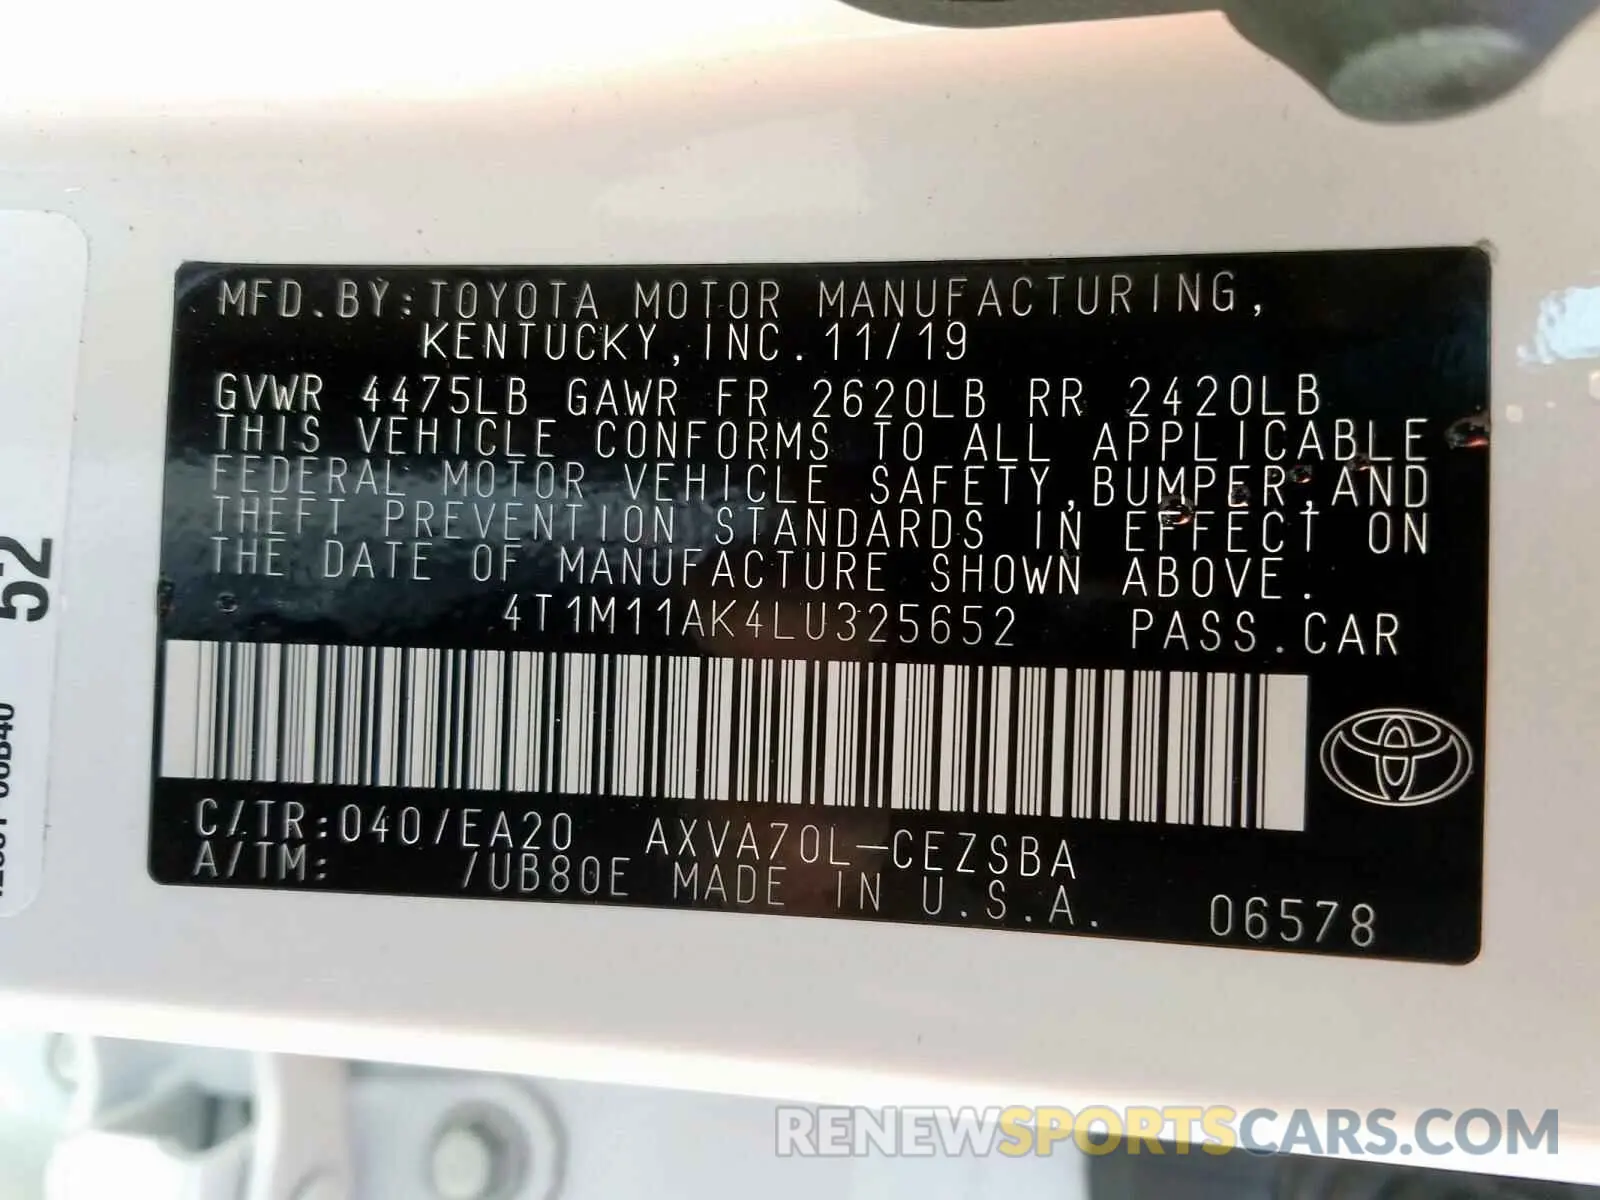 MFD.BY:TOYOTA MOTOR MANUFACTURING,
KENTUCKY,INC.11/19
GVWR 4475LB GAWR FR 2620LB RR 2420LB
THIS VEHICLE CONFORMS TO ALL APPLICABLE
FEDERAL MOTOR VEHICLE SAFETY,BUMPER,AND
THEFT PREVENTION STANDARDS IN EFFECT ON
THE DATE OF MANUFACTURE SHOWN ABOVE.
4T1M11AK4LU325652 PASS.CAR
C/TR:040/EA20 AXVA70L-CEZSBA
A/TM: /UB80E MADE IN U.S.A. 06578
52
RENEWSPORTSCARS.COM